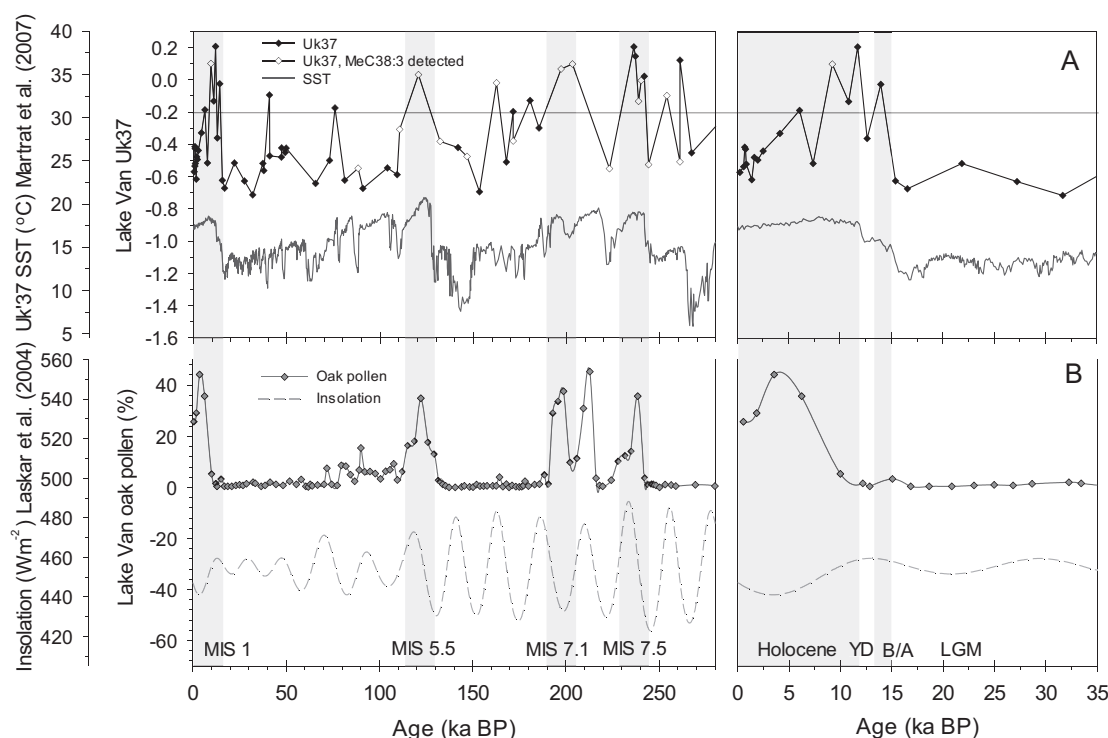 Uk'37 SST (°C) Martrat et al. (2007)
40
35
30
25
20
15
10
5
Lake Van Uk37
0.2
0.0
-0.2
-0.4
-0.6
-0.8
-1.0
-1.2
-1.4
-1.6
Uk37
Uk37, MeC38:3 detected
SST
A
Insolation (Wm-2) Laskar et al. (2004)
560
540
520
500
480
460
440
420
Lake Van oak pollen (%)
40
20
0
-20
-40
-60
Oak pollen
Insolation
B
MIS 1
MIS 5.5
MIS 7.1
MIS 7.5
Holocene
YD
B/A
LGM
0 50 100 150 200 250
0 5 10 15 20 25 30 35
Age (ka BP)
Age (ka BP)